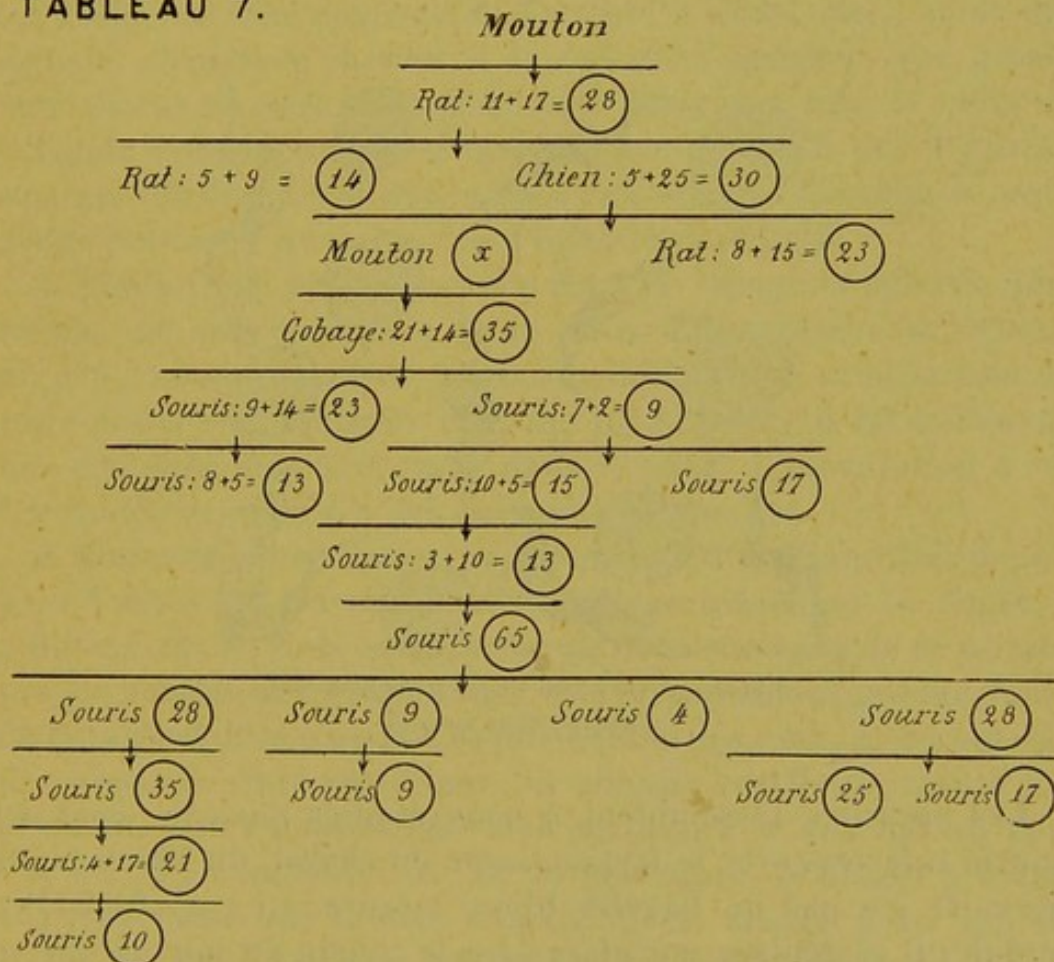 TABLEAU 7.
Mouton
Rat: 11+17=28
Rat: 5 + 9 = 14 Chien: 5+25=30
Mouton x Rat: 8+15=23
Cobaye: 21+14=35
Souris: 9+14=23 Souris: 7+2=9
Souris: 8+5=13 Souris: 10+5=15 Souris 17
Souris: 3+10=13
Souris 65
Souris 28 Souris 9 Souris 4 Souris 28
Souris 35 Souris 9 Souris 25 Souris 17
Souris: 4+17=21
Souris 10